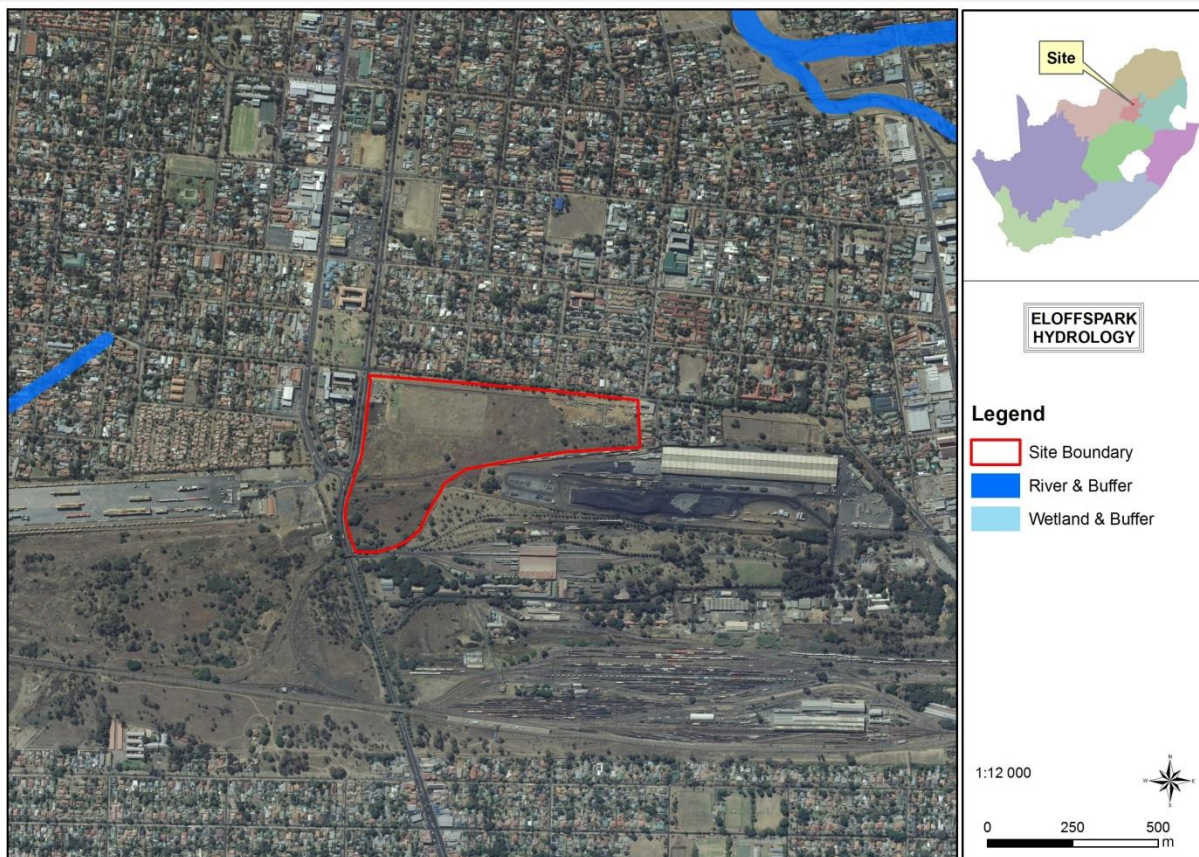 Site
ELOFFSPARK
HYDROLOGY
Legend
Site Boundary
River & Buffer
Wetland & Buffer
1:12 000
N
W E
S
0 250 500
m